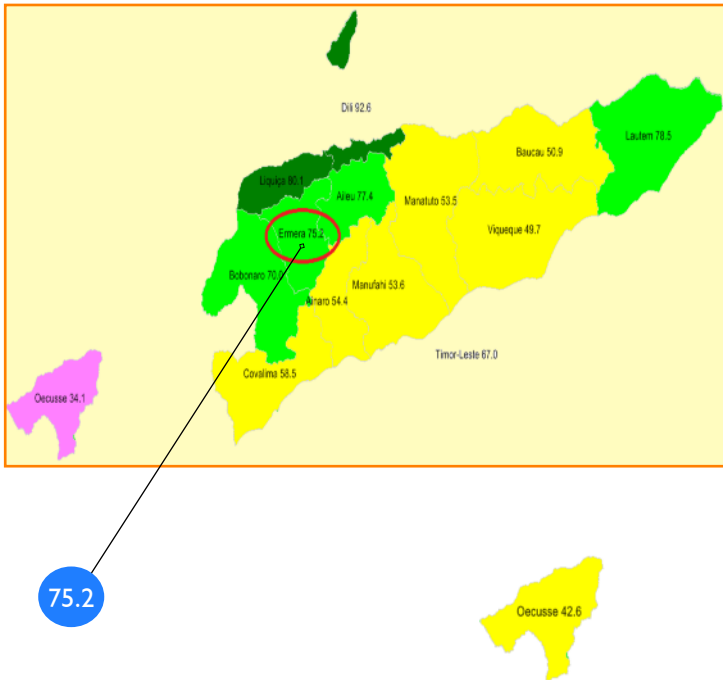 Dili 92.6
Lautem 78.5
Baucau 50.9
Liquiça 80.1
Aileu 77.4
Manatuto 53.5
Viqueque 49.7
Ermera 75.2
Bobonaro 70.0
Manufahi 53.6
Ainaro 54.4
Timor-Leste 67.0
Covalima 58.5
Oecusse 34.1
75.2
Oecusse 42.6